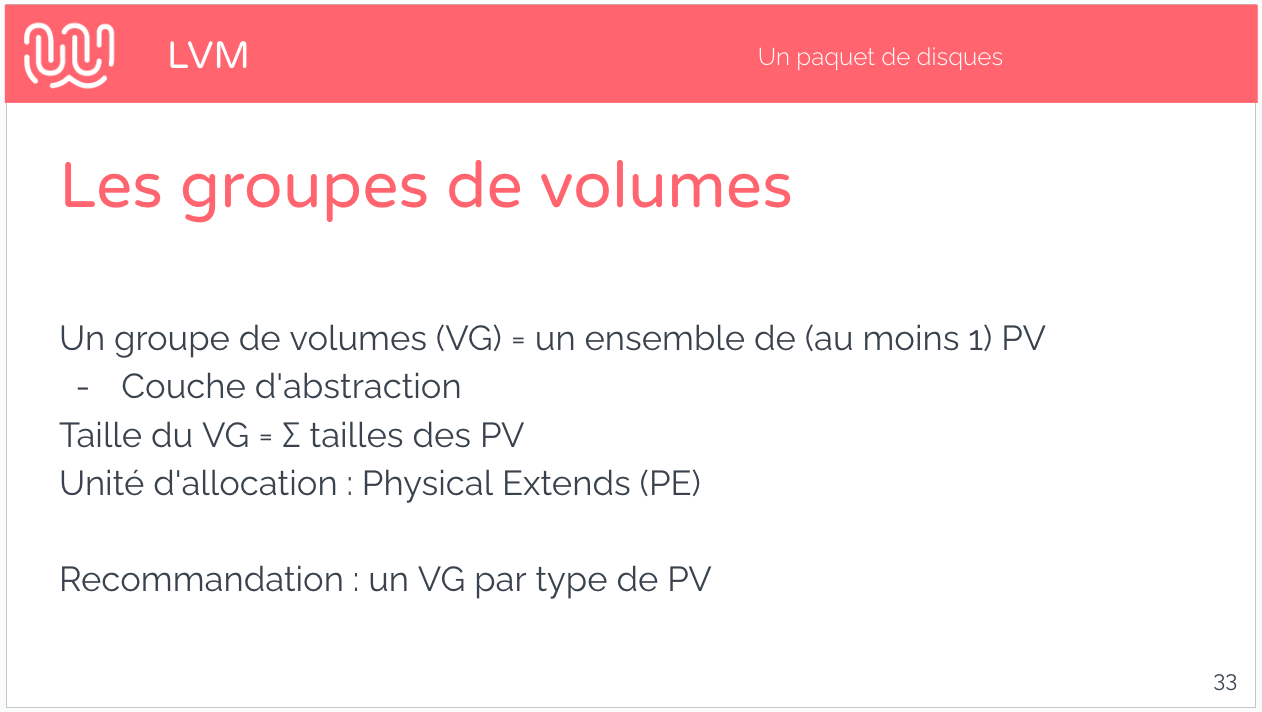 LVM
Un paquet de disques
Les groupes de volumes
Un groupe de volumes (VG) = un ensemble de (au moins 1) PV
- Couche d'abstraction
Taille du VG = Σ tailles des PV
Unité d'allocation : Physical Extends (PE)
Recommandation : un VG par type de PV
33